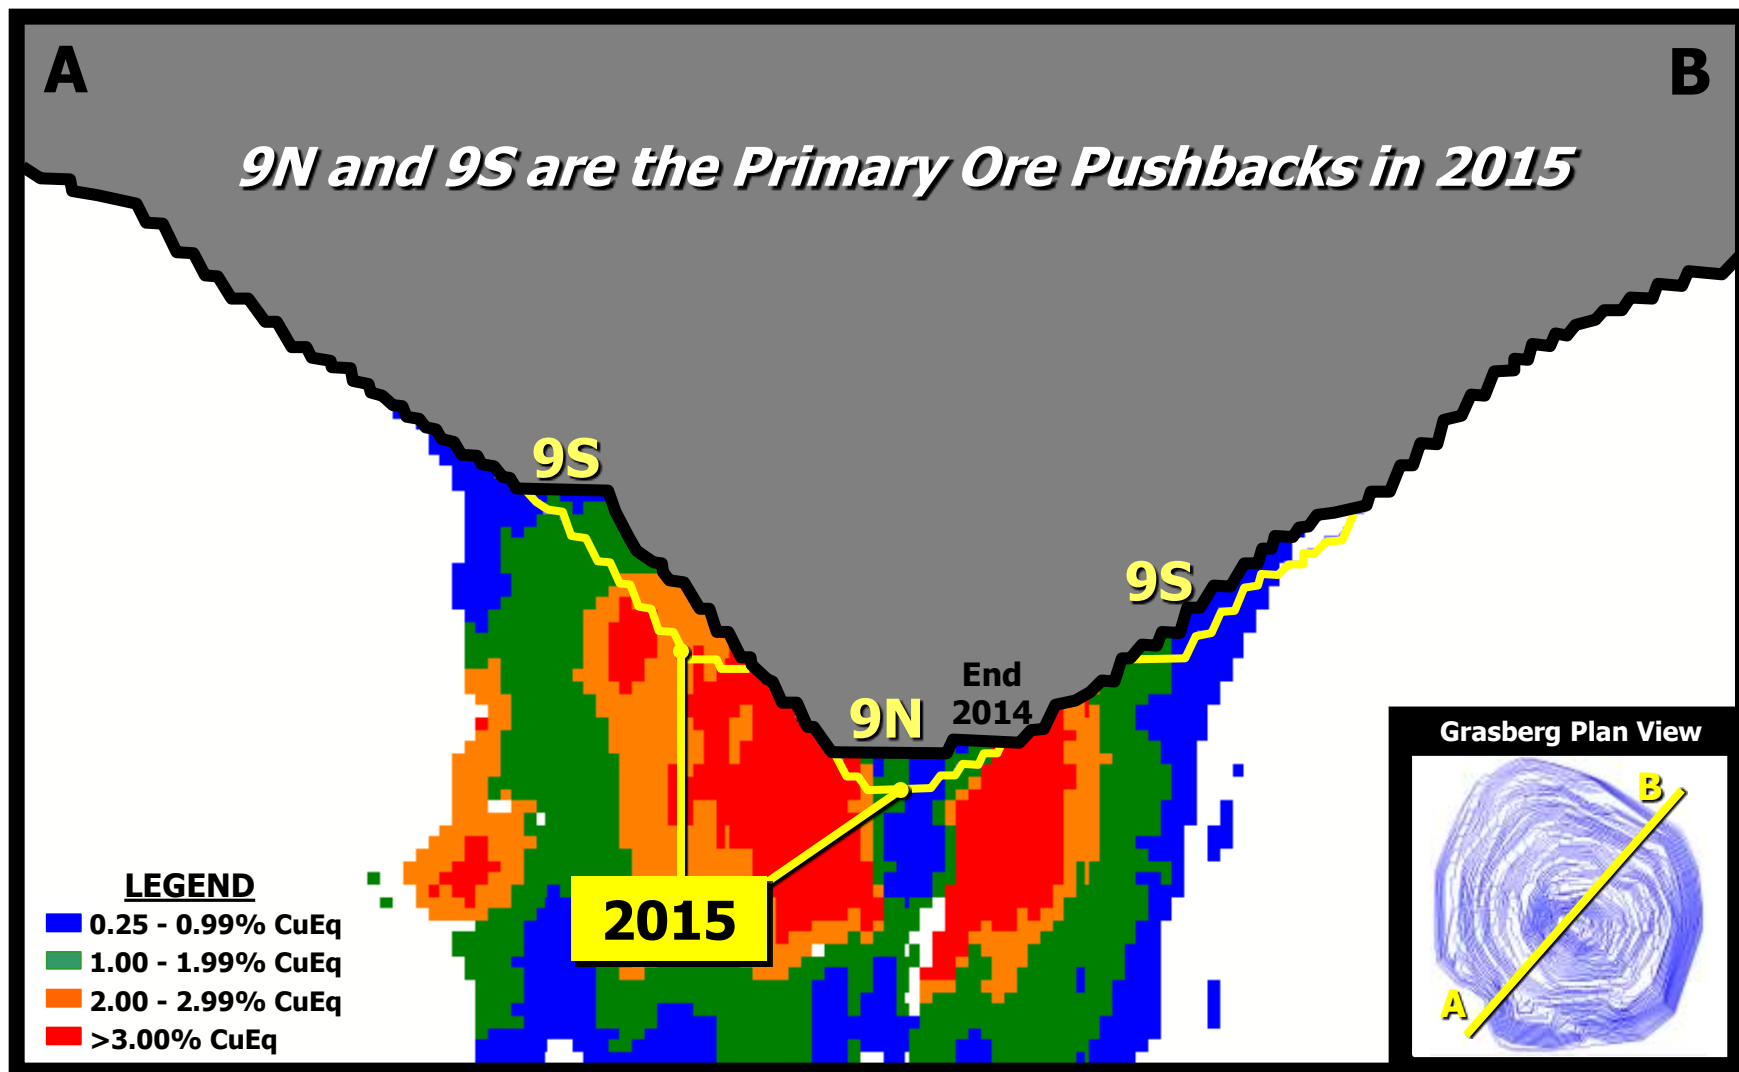 A
B
9N and 9S are the Primary Ore Pushbacks in 2015
9S
9S
9N
End
2014
2015
LEGEND
0.25 - 0.99% CuEq
1.00 - 1.99% CuEq
2.00 - 2.99% CuEq
>3.00% CuEq
Grasberg Plan View
B
A